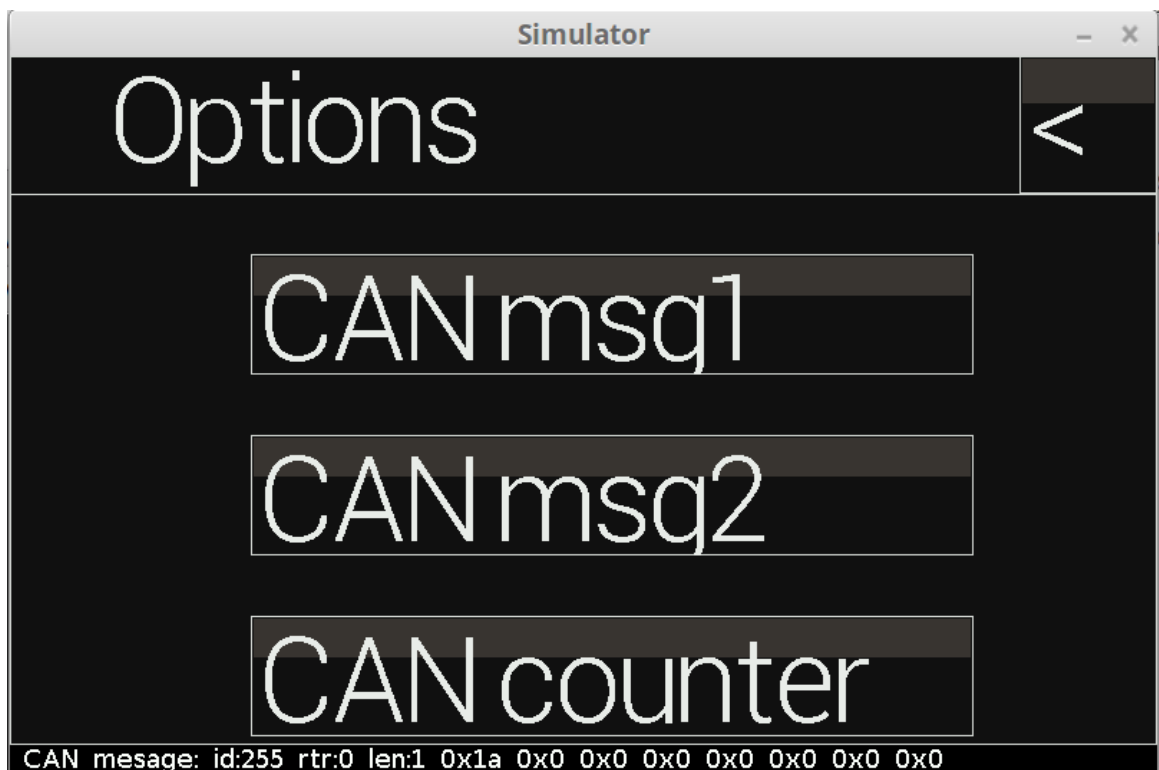 Simulator
Options <
CAN msg1
CAN msg2
CAN counter
CAN mesage: id:255 rtr:0 len:1 0x1a 0x0 0x0 0x0 0x0 0x0 0x0 0x0